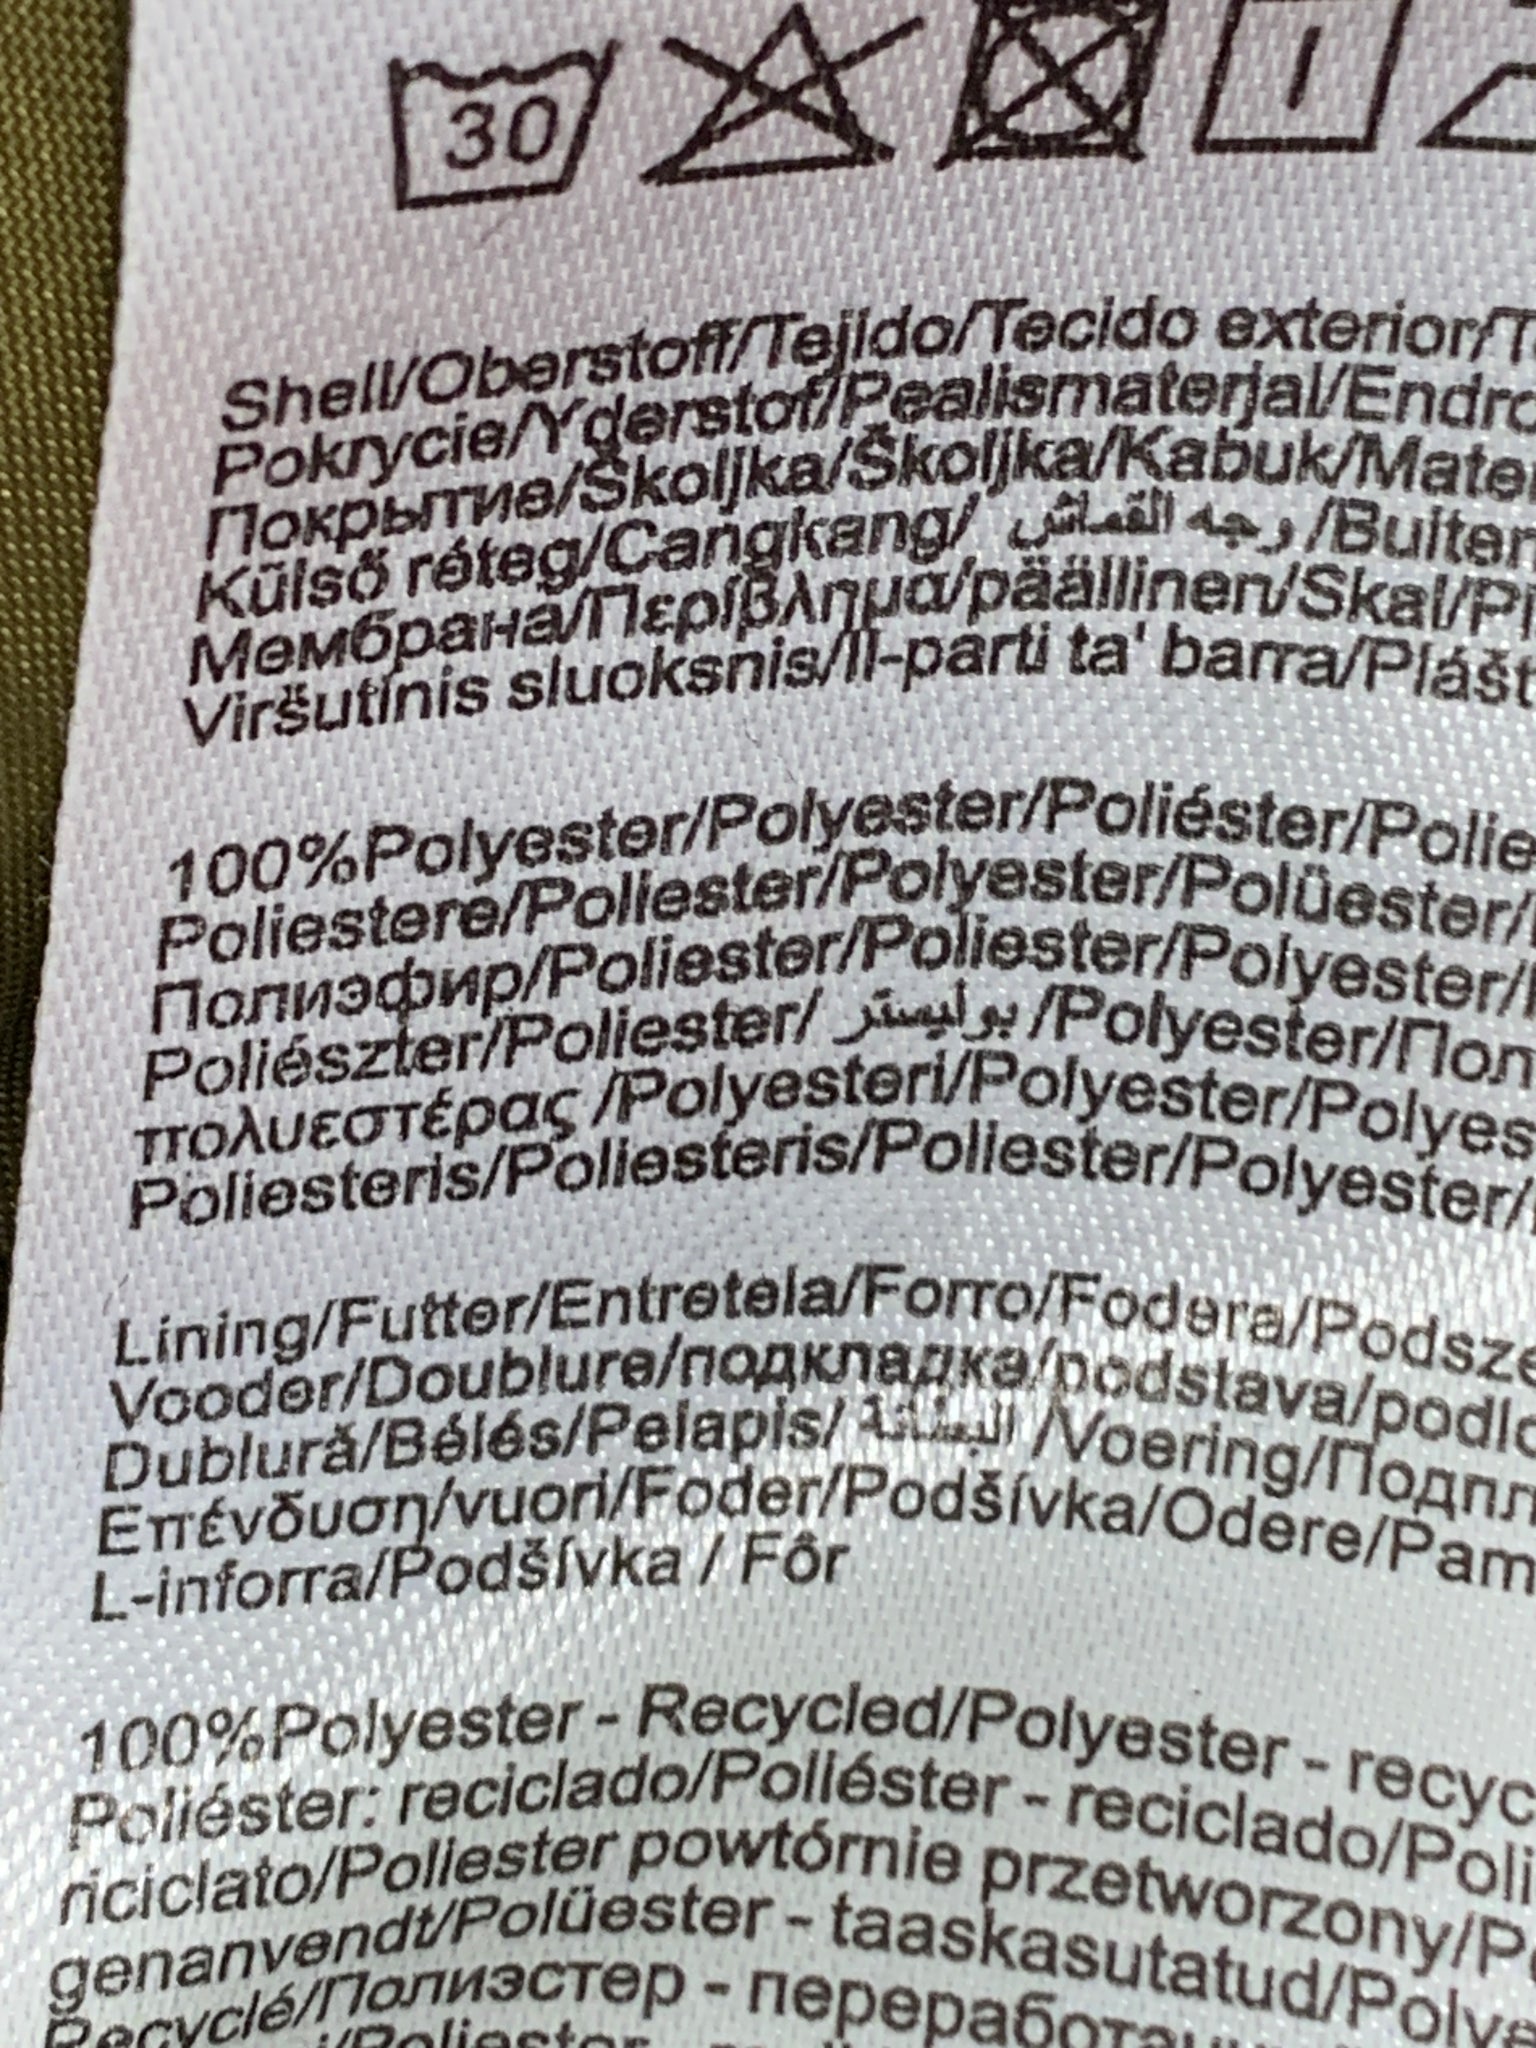 30
Shell/Oberstoff/Tejido/Tecido exterior/
Pokrycie/Yderstof/Pealismaterjal/
Покрытие/Školjka/Školjka/Kabuk/
Külső réteg/Cangkang/ وجه القماش /
Мембрана/Περίβλημα/päällinen/Skal/
Viršutinis sluoksnis/Il-parti ta' barra/
100%Polyester/Polyester/Poliéster/
Poliestere/Poliester/Polyester/Polüester/
Полиэфир/Poliester/Poliester/Polyester/
Poliészter/Poliester/ بوليستر /Polyester/
πολυεστέρας /Polyesteri/Polyester/
Poliesteris/Poliesteris/Poliester/Polyester/
Lining/Futter/Entretela/Forro/Fodera/
Vooder/Doublure/подкладка/podstava/
Dublură/Bélés/Pelapis/ البطانة /Voering/
Επένδυση/vuori/Foder/Podšívka/Odere/
L-inforra/Podšívka / Fôr
100%Polyester - Recycled/Polyester -
Poliéster: reciclado/Poliéster - reciclado/
riciclato/Poliester powtórnie przetworzony/
genanvendt/Polüester - taaskasutatud/
Recyclé/Полиэстер -